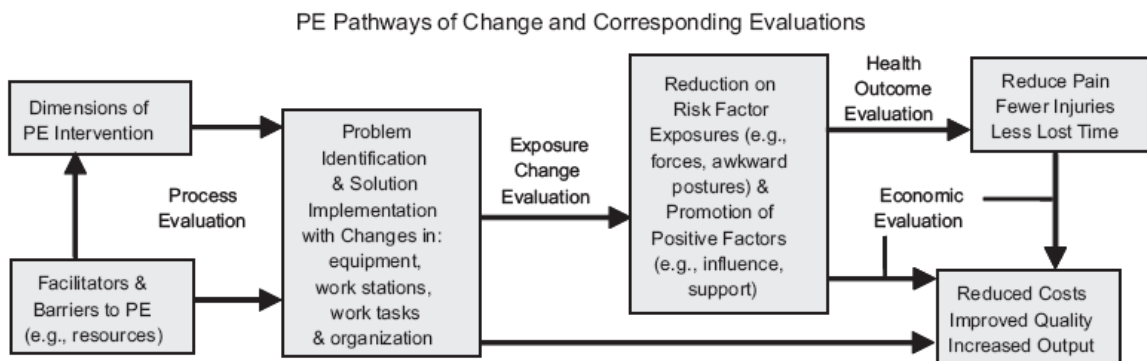 PE Pathways of Change and Corresponding Evaluations
Dimensions of
PE Intervention
Process
Evaluation
Facilitators &
Barriers to PE
(e.g., resources)
Problem
Identification
& Solution
Implementation
with Changes in:
equipment,
work stations,
work tasks
& organization
Exposure
Change
Evaluation
Reduction on
Risk Factor
Exposures (e.g.,
forces, awkward
postures) &
Promotion of
Positive Factors
(e.g., influence,
support)
Health
Outcome
Evaluation
Reduce Pain
Fewer Injuries
Less Lost Time
Economic
Evaluation
Reduced Costs
Improved Quality
Increased Output